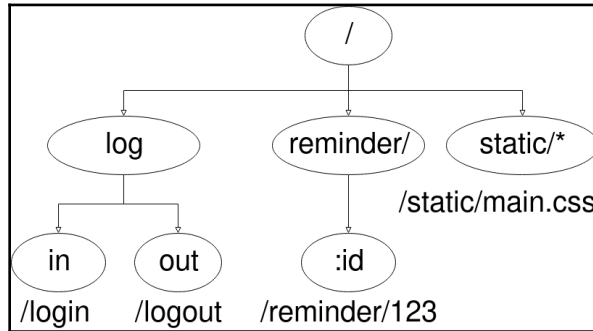 /
log
reminder/
static/*
/static/main.css
in
out
:id
/login
/logout
/reminder/123